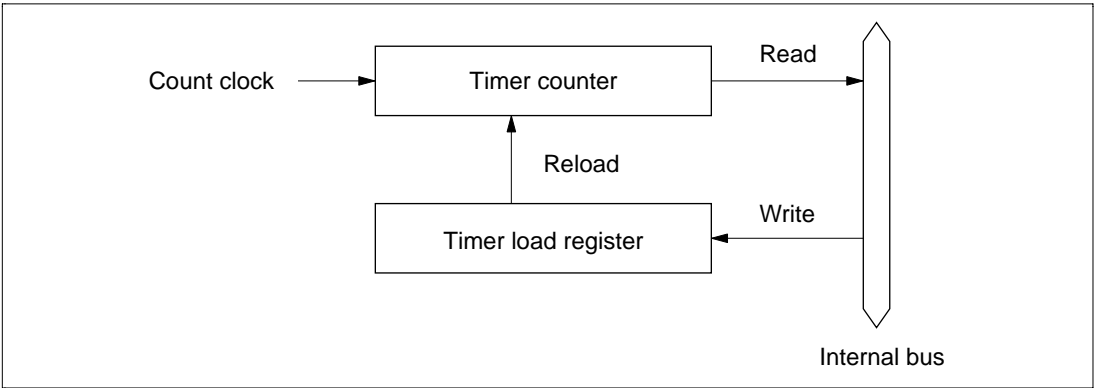 Read
Count clock
Timer counter
Reload
Write
Timer load register
Internal bus